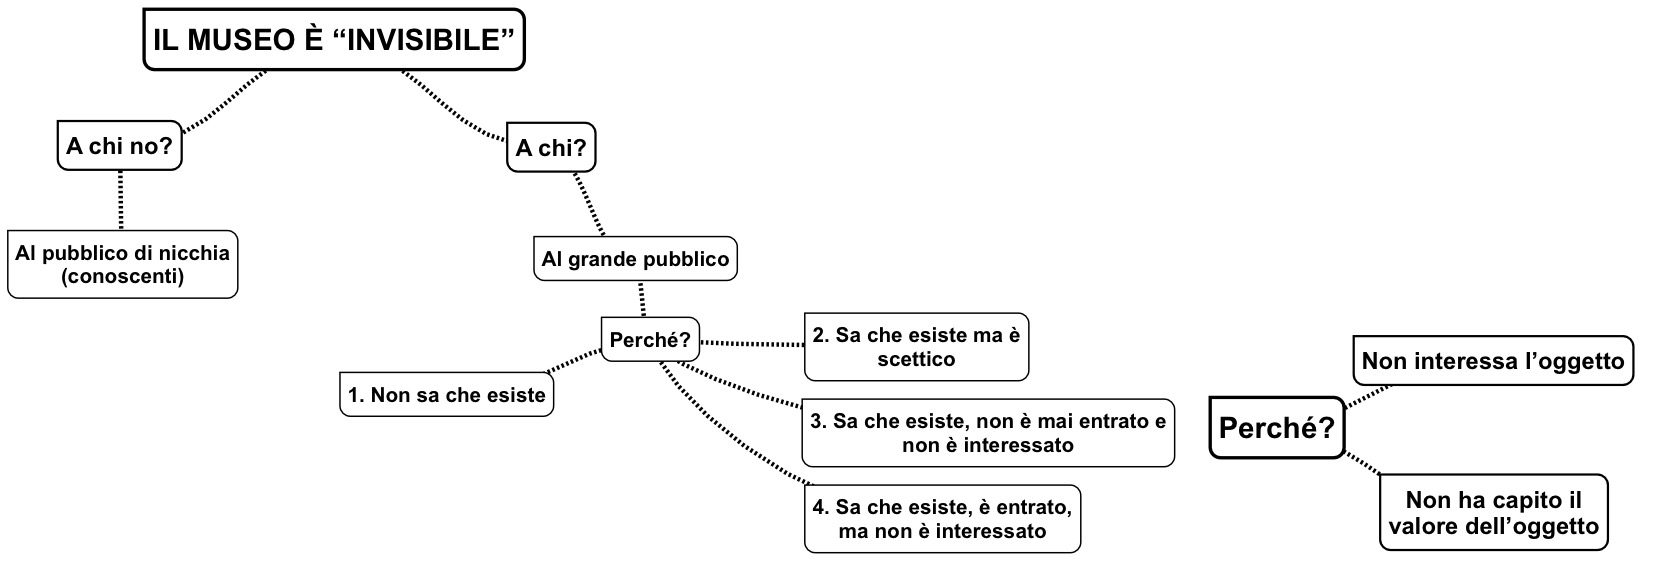 IL MUSEO È “INVISIBILE”
A chi no?
A chi?
Al pubblico di nicchia
(conoscenti)
Al grande pubblico
Perché?
1. Non sa che esiste
2. Sa che esiste ma è
scettico
3. Sa che esiste, non è mai entrato e
non è interessato
4. Sa che esiste, è entrato,
ma non è interessato
Perché?
Non interessa l’oggetto
Non ha capito il
valore dell’oggetto